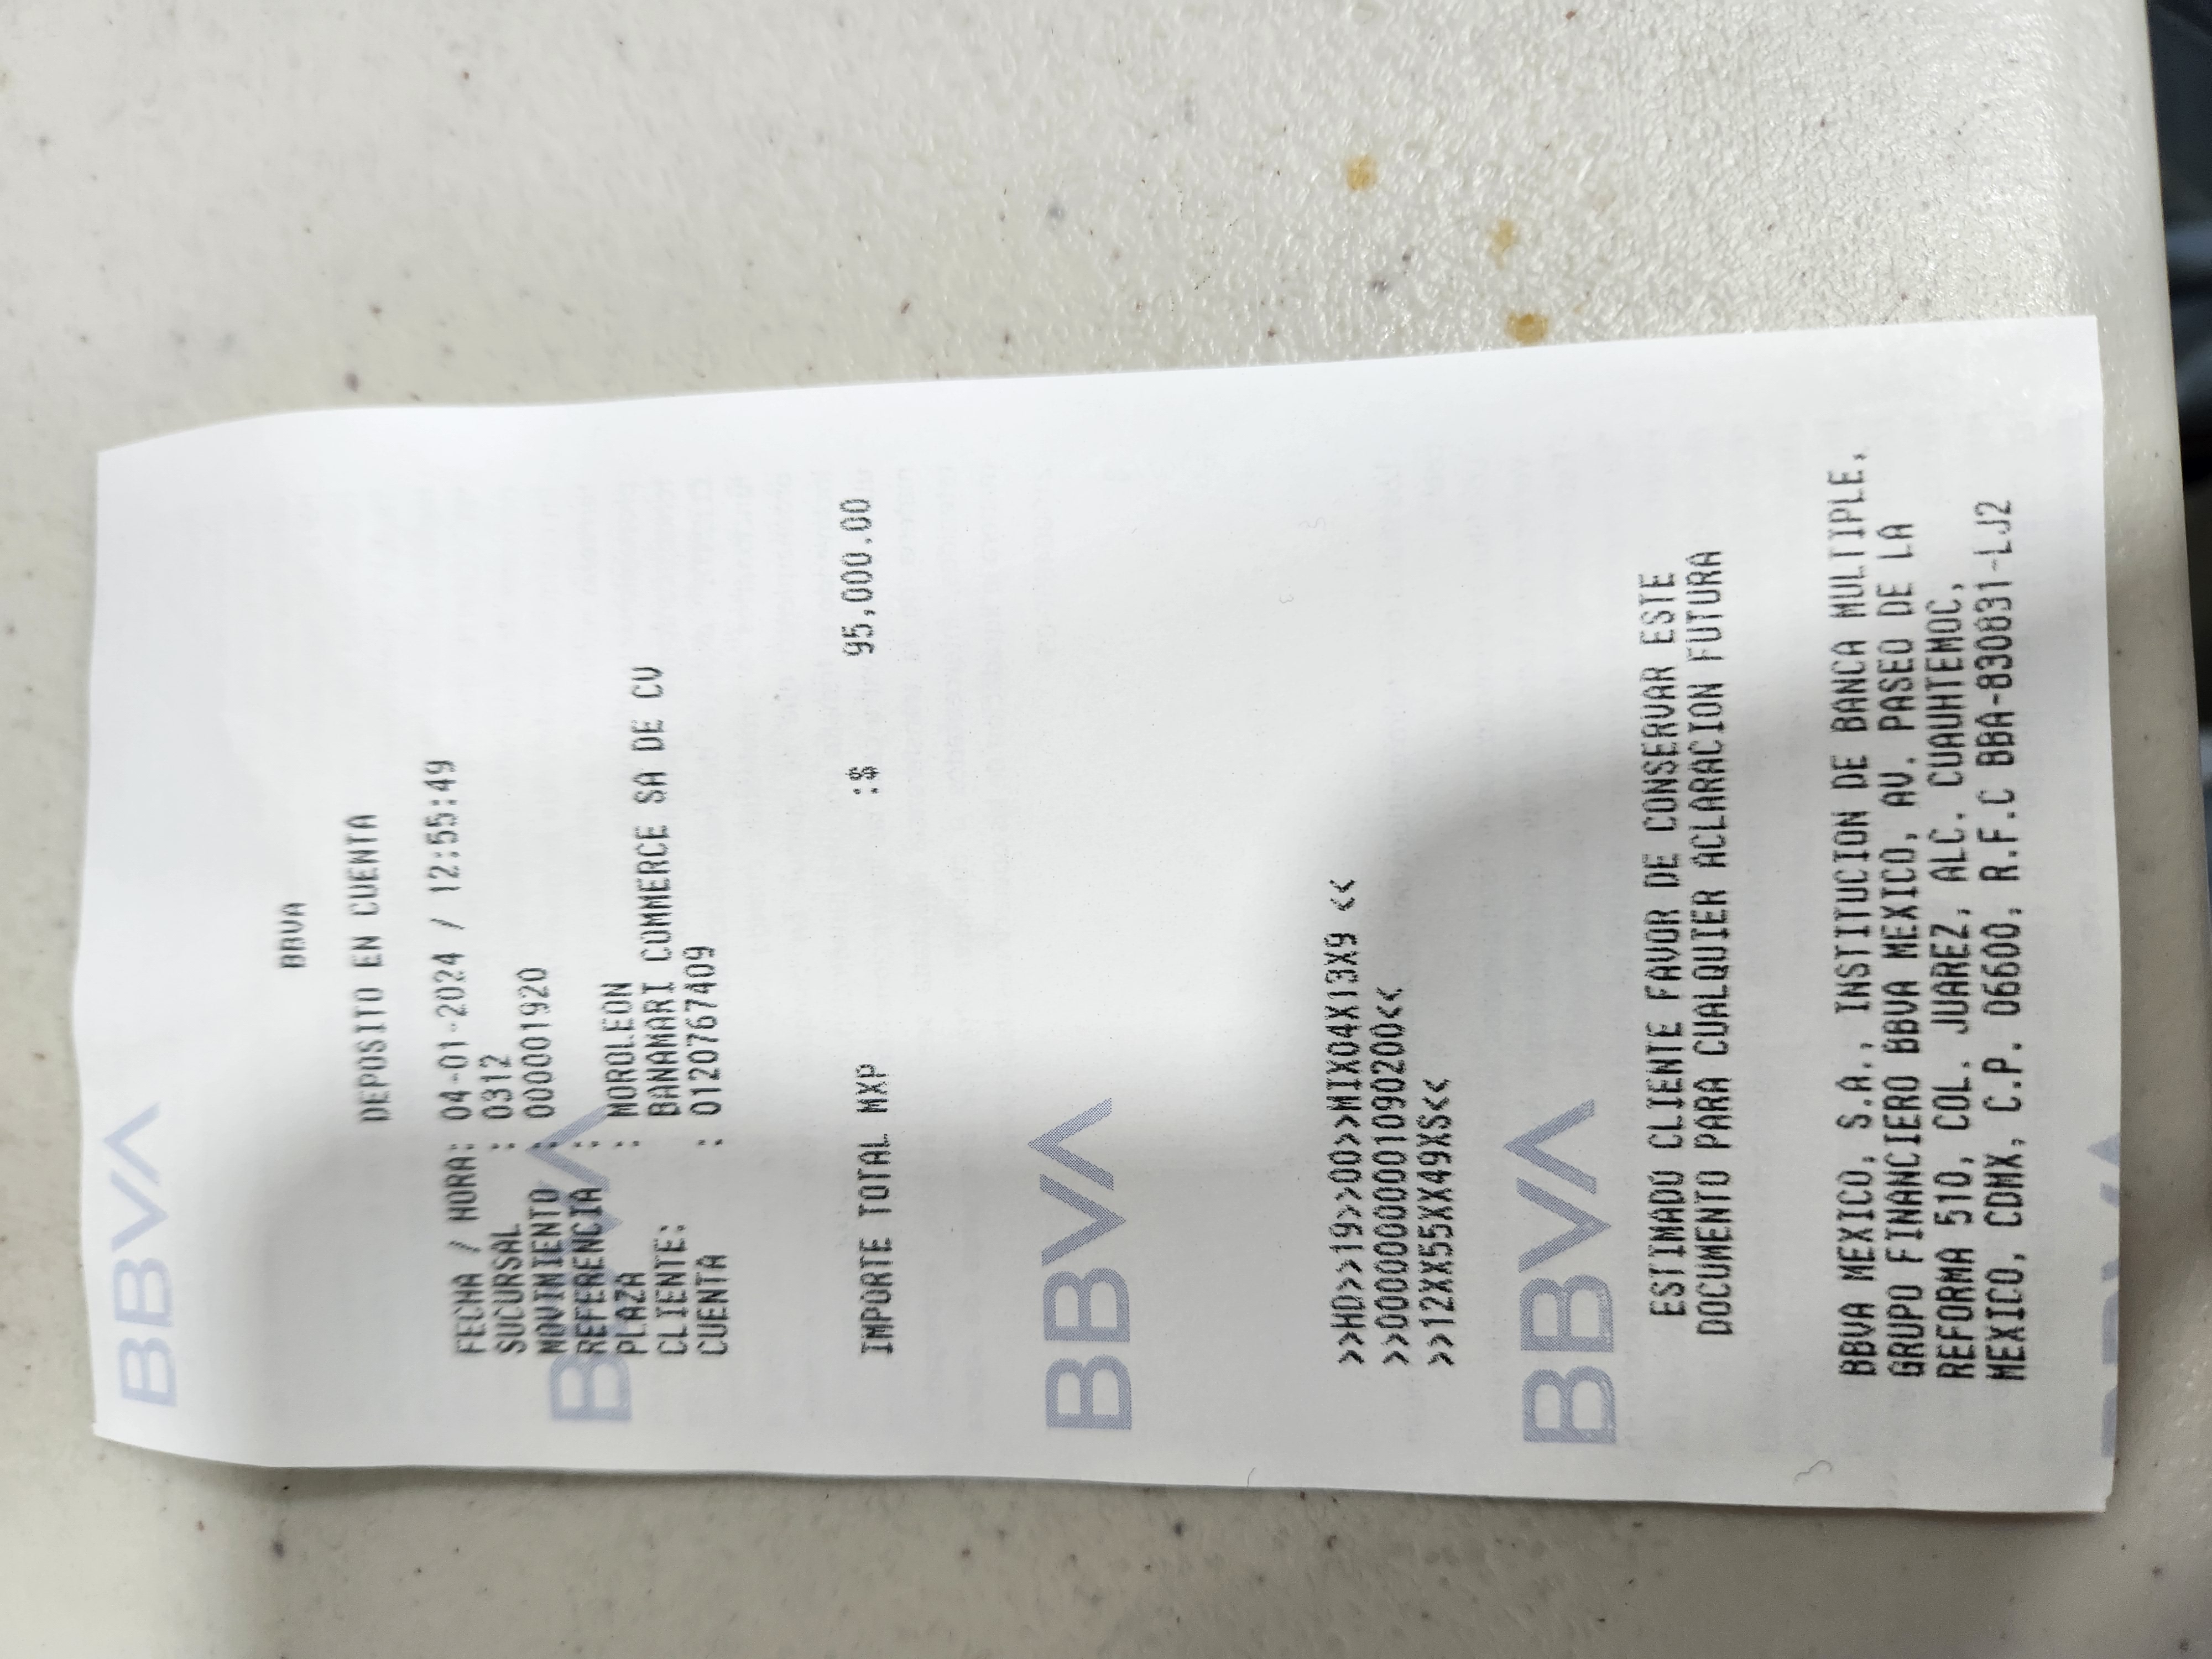 BBVA
BBVA
DEPOSITO EN CUENTA
FECHA / HORA: 04-01-2024 / 12:55:49
SUCURSAL : 0312
MOVIMIENTO : 000001920
REFERENCIA :
PLAZA : MOROLEON
CLIENTE: BANAMARI COMMERCE SA DE CV
CUENTA : 0120767409
BBVA
IMPORTE TOTAL MXP :$ 95,000.00
BBVA
>>HD>>19>>00>>MIX04X13X9 <<
>>0000000001090200<<
>>12XX55XX49XS<<
BBVA
ESTIMADO CLIENTE FAVOR DE CONSERVAR ESTE
DOCUMENTO PARA CUALQUIER ACLARACION FUTURA
BBVA MEXICO, S.A., INSTITUCION DE BANCA MULTIPLE,
GRUPO FINANCIERO BBVA MEXICO, AV. PASEO DE LA
REFORMA 510, COL. JUAREZ, ALC. CUAUHTEMOC,
MEXICO, CDMX, C.P. 06600, R.F.C BBA-830831-LJ2